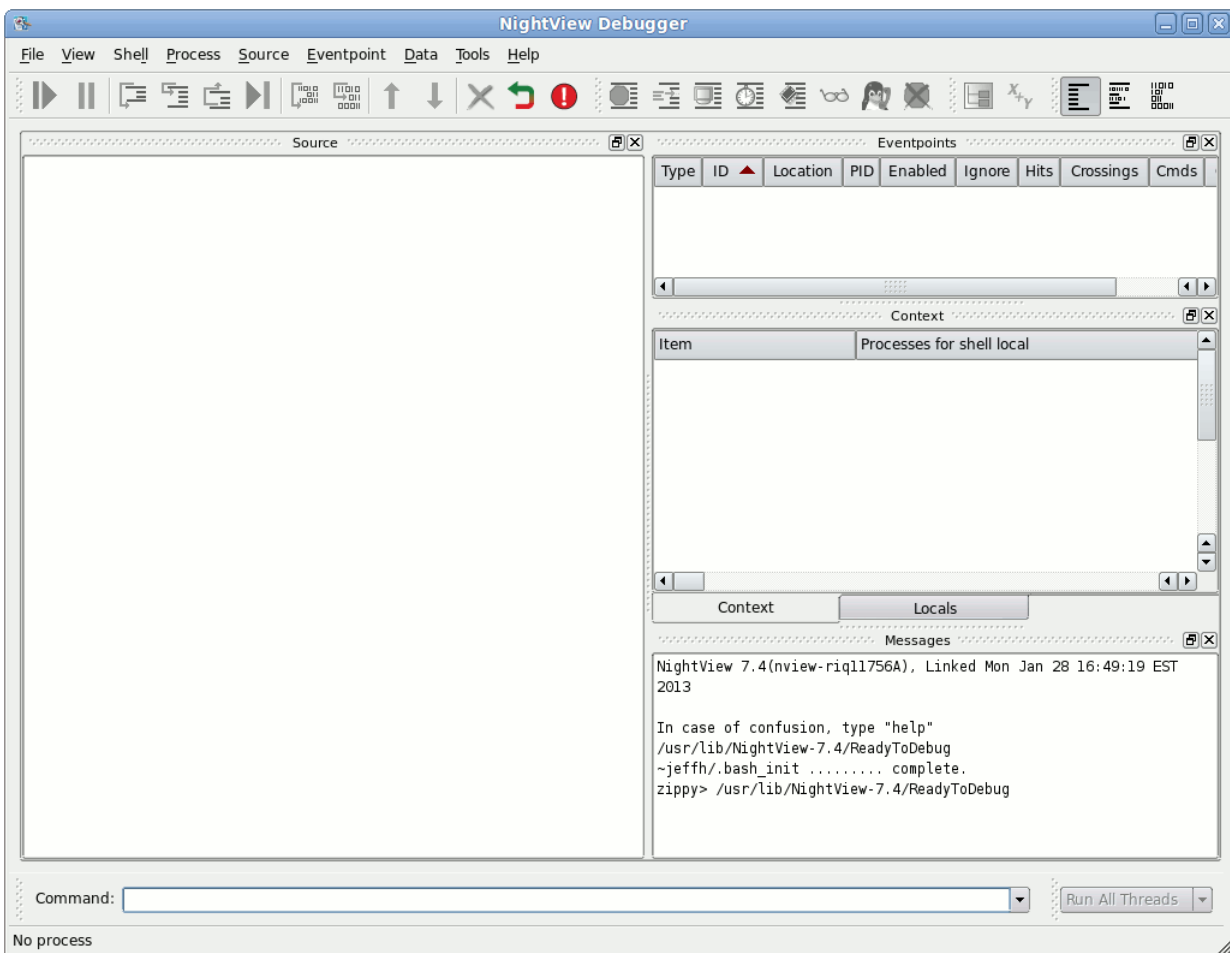 NightView Debugger
File View Shell Process Source Eventpoint Data Tools Help
Source
Eventpoints
Type ID Location PID Enabled Ignore Hits Crossings Cmds
Context
Item Processes for shell local
Context Locals
Messages
NightView 7.4(nview-riq11756A), Linked Mon Jan 28 16:49:19 EST
2013
In case of confusion, type "help"
/usr/lib/NightView-7.4/ReadyToDebug
~jeffh/.bash_init ......... complete.
zippy> /usr/lib/NightView-7.4/ReadyToDebug
Command: Run All Threads
No process